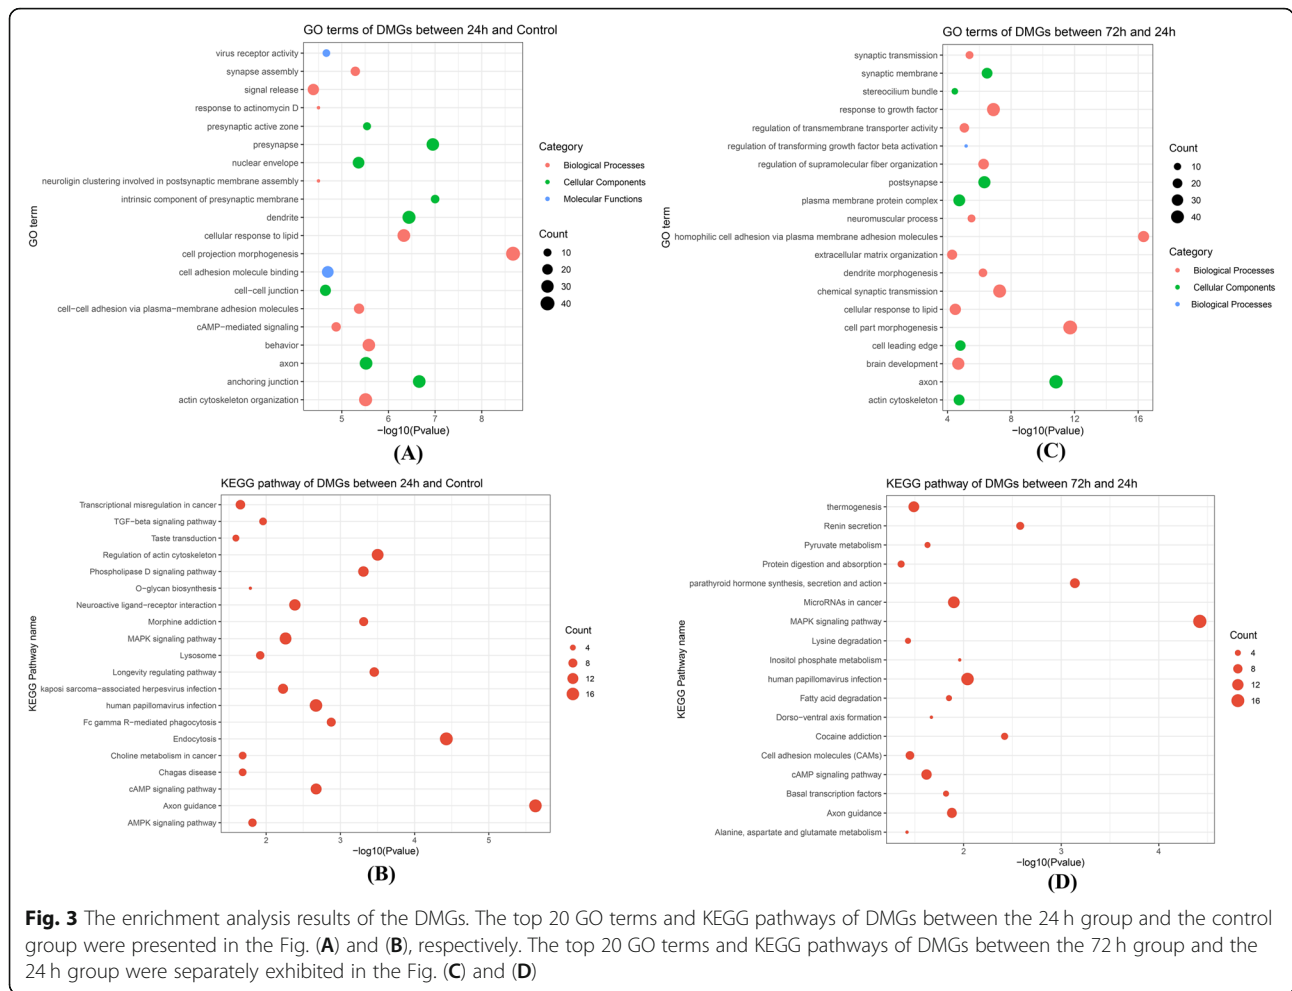 GO terms of DMGs between 24h and Control
GO term
virus receptor activity
synapse assembly
signal release
response to actinomycin D
presynaptic active zone
presynapse
nuclear envelope
neuroligin clustering involved in postsynaptic membrane assembly
intrinsic component of presynaptic membrane
dendrite
cellular response to lipid
cell projection morphogenesis
cell adhesion molecule binding
cell−cell junction
cell−cell adhesion via plasma−membrane adhesion molecules
cAMP−mediated signaling
behavior
axon
anchoring junction
actin cytoskeleton organization
5 6 7 8
−log10(Pvalue)
Category
Biological Processes
Cellular Components
Molecular Functions
Count
10
20
30
40
(A)
GO terms of DMGs between 72h and 24h
GO term
synaptic transmission
synaptic membrane
stereocilium bundle
response to growth factor
regulation of transmembrane transporter activity
regulation of transforming growth factor beta activation
regulation of supramolecular fiber organization
postsynapse
plasma membrane protein complex
neuromuscular process
homophilic cell adhesion via plasma membrane adhesion molecules
extracellular matrix organization
dendrite morphogenesis
chemical synaptic transmission
cellular response to lipid
cell part morphogenesis
cell leading edge
brain development
axon
actin cytoskeleton
4 8 12 16
−log10(Pvalue)
Count
10
20
30
40
Category
Biological Processes
Cellular Components
Biological Processes
(C)
KEGG pathway of DMGs between 24h and Control
KEGG Pathway name
Transcriptional misregulation in cancer
TGF−beta signaling pathway
Taste transduction
Regulation of actin cytoskeleton
Phospholipase D signaling pathway
O−glycan biosynthesis
Neuroactive ligand−receptor interaction
Morphine addiction
MAPK signaling pathway
Lysosome
Longevity regulating pathway
kaposi sarcoma−associated herpesvirus infection
human papillomavirus infection
Fc gamma R−mediated phagocytosis
Endocytosis
Choline metabolism in cancer
Chagas disease
cAMP signaling pathway
Axon guidance
AMPK signaling pathway
2 3 4 5
−log10(Pvalue)
Count
4
8
12
16
(B)
KEGG pathway of DMGs between 72h and 24h
KEGG Pathway name
thermogenesis
Renin secretion
Pyruvate metabolism
Protein digestion and absorption
parathyroid hormone synthesis, secretion and action
MicroRNAs in cancer
MAPK signaling pathway
Lysine degradation
Inositol phosphate metabolism
human papillomavirus infection
Fatty acid degradation
Dorso−ventral axis formation
Cocaine addiction
Cell adhesion molecules (CAMs)
cAMP signaling pathway
Basal transcription factors
Axon guidance
Alanine, aspartate and glutamate metabolism
2 3 4
−log10(Pvalue)
Count
4
8
12
16
(D)
Fig. 3 The enrichment analysis results of the DMGs. The top 20 GO terms and KEGG pathways of DMGs between the 24 h group and the control
group were presented in the Fig. (A) and (B), respectively. The top 20 GO terms and KEGG pathways of DMGs between the 72 h group and the
24 h group were separately exhibited in the Fig. (C) and (D)